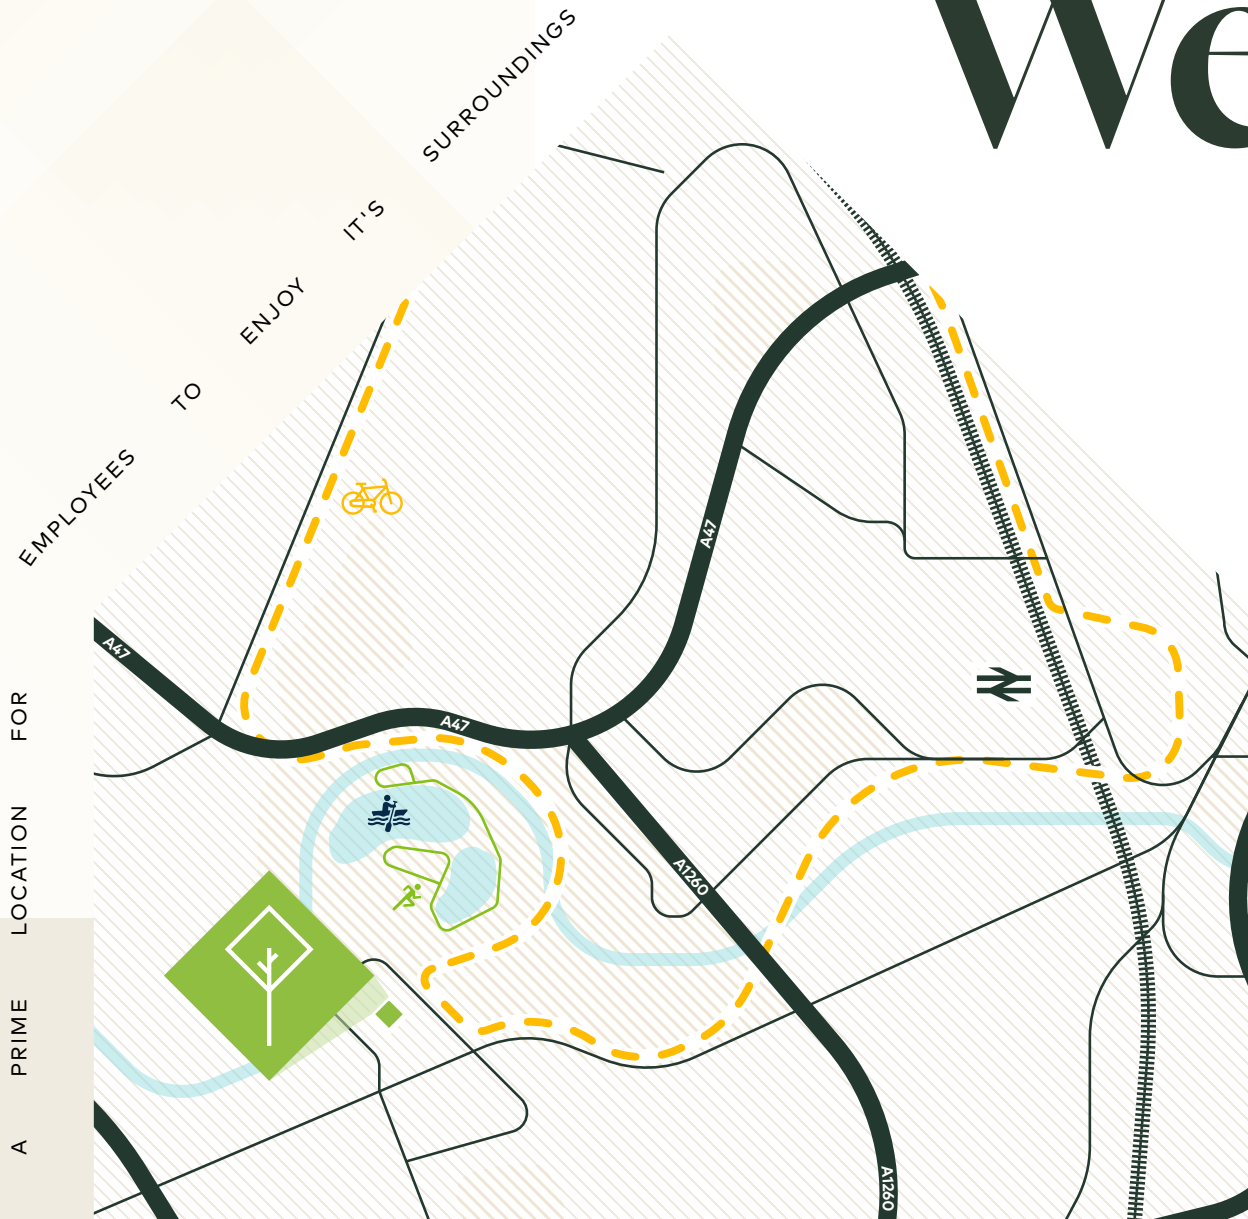 We
A PRIME LOCATION FOR
EMPLOYEES TO ENJOY IT'S SURROUNDINGS
A47
A47
A47
A1260
A1260